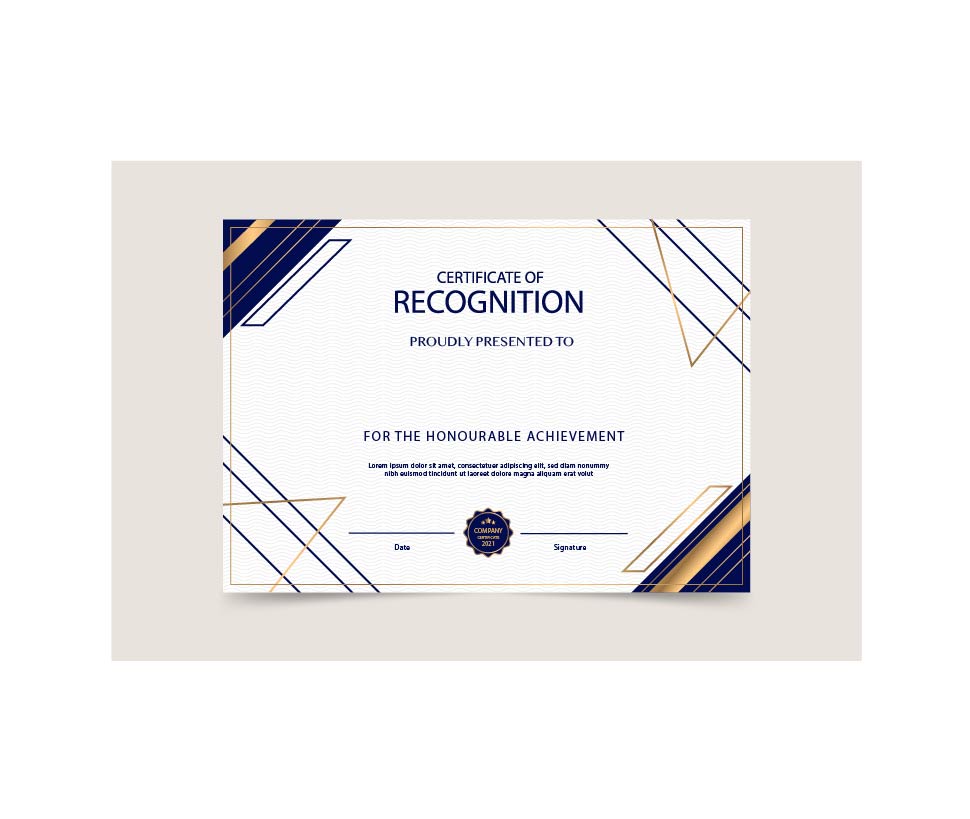 CERTIFICATE OF
RECOGNITION
PROUDLY PRESENTED TO
FOR THE HONOURABLE ACHIEVEMENT
Lorem ipsum dolor sit amet, consectetuer adipiscing elit, sed diam nonummy
nibh euismod tincidunt ut laoreet dolore magna aliquam erat volut
COMPANY
CERTIFICATE
2021
Date
Signature